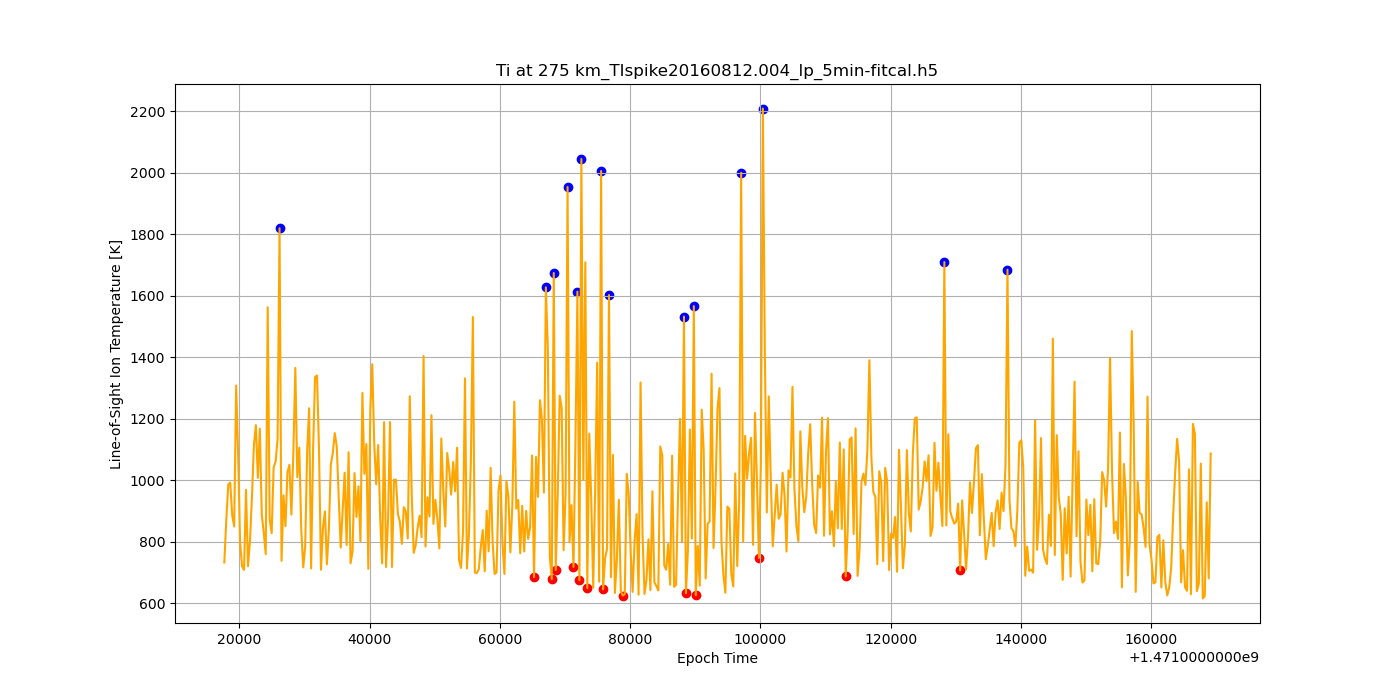 Ti at 275 km_TIspike20160812.004_lp_5min-fitcal.h5
Line-of-Sight Ion Temperature [K]
2200
2000
1800
1600
1400
1200
1000
800
600
20000 40000 60000 80000 100000 120000 140000 160000
Epoch Time
+1.4710000000e9